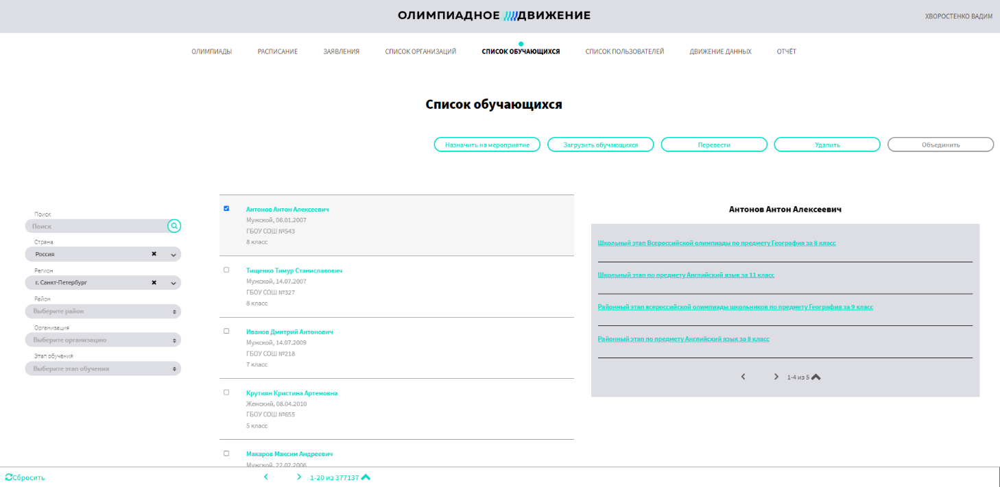 ОЛИМПИАДНОЕ ДВИЖЕНИЕ
ХВОРОСТЕНКО ВАДИМ
ОЛИМПИАДЫ РАСПИСАНИЕ ЗАЯВЛЕНИЯ СПИСОК ОРГАНИЗАЦИЙ СПИСОК ОБУЧАЮЩИХСЯ СПИСОК ПОЛЬЗОВАТЕЛЕЙ ДВИЖЕНИЕ ДАННЫХ ОТЧЁТ
Список обучающихся
Назначить на мероприятие Загрузить обучающихся Перевести Удалить Объединить
Поиск
Поиск
Страна
Россия
Регион
г. Санкт-Петербург
Район
Выберите район
Организация
Выберите организацию
Этап обучения
Выберите этап обучения
Антонов Антон Алексеевич
Мужской, 06.01.2007
ГБОУ СОШ №543
8 класс
Тищенко Тимур Станиславович
Мужской, 14.07.2007
ГБОУ СОШ №327
8 класс
Иванов Дмитрий Антонович
Мужской, 14.07.2009
ГБОУ СОШ №218
7 класс
Крутиян Кристина Артемовна
Женский, 08.04.2010
ГБОУ СОШ №655
5 класс
Макаров Максим Андреевич
Мужской, 22.02.2006
Антонов Антон Алексеевич
Школьный этап Всероссийской олимпиады по предмету География за 8 класс
Школьный этап по предмету Английский язык за 11 класс
Районный этап всероссийской олимпиады школьников по предмету География за 9 класс
Районный этап по предмету Английский язык за 8 класс
1-4 из 5
Сбросить
1-20 из 377137